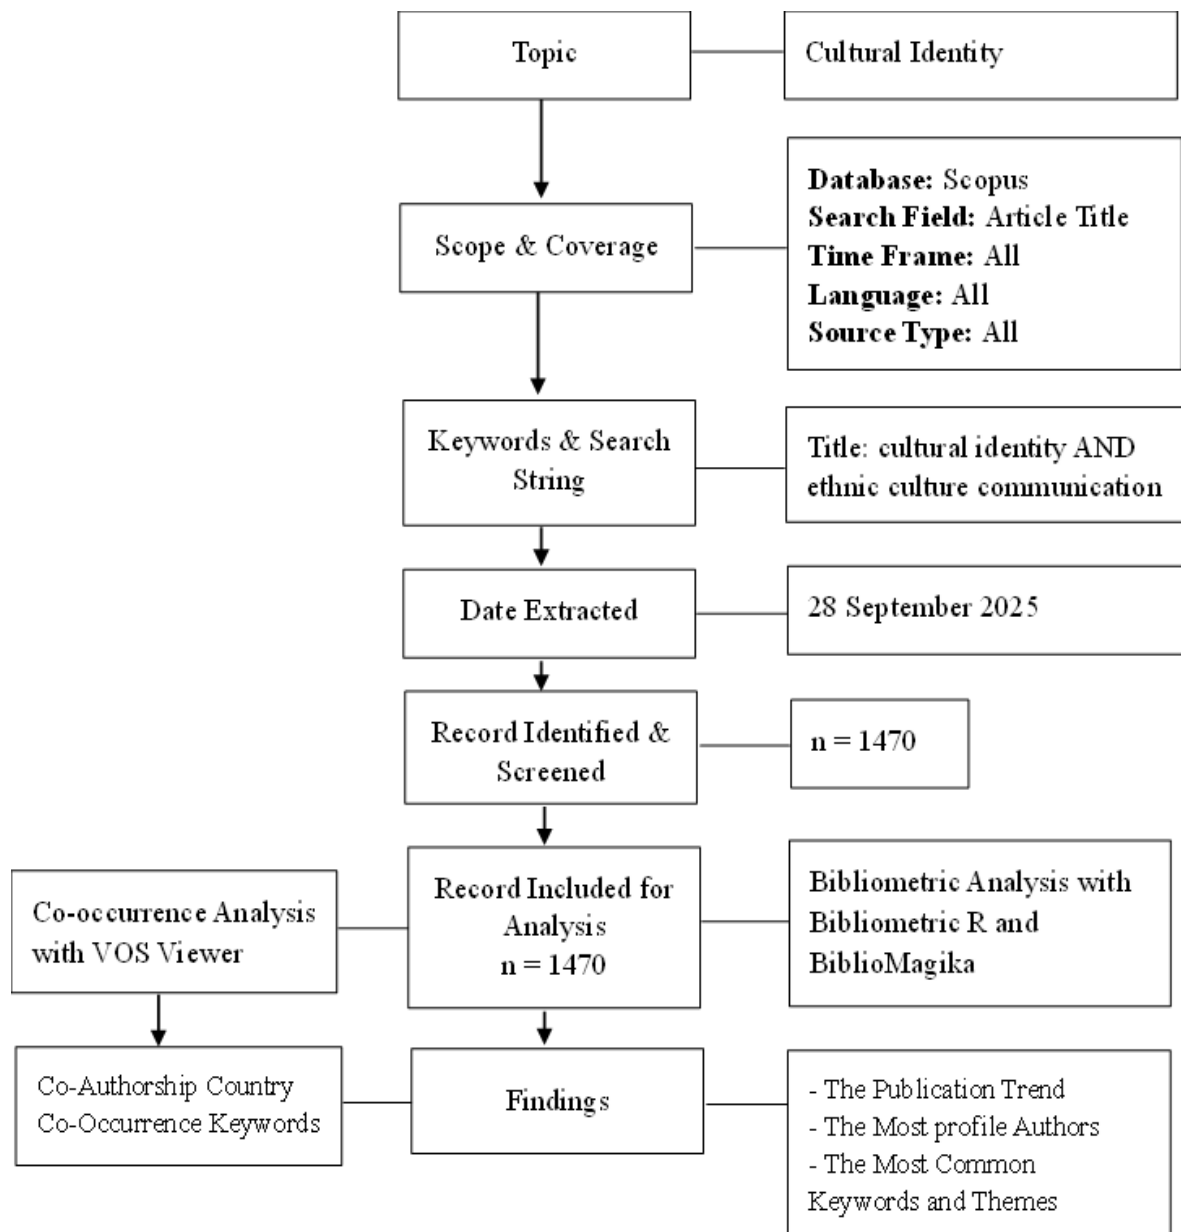 Topic
Cultural Identity
Scope & Coverage
Database: Scopus
Search Field: Article Title
Time Frame: All
Language: All
Source Type: All
Keywords & Search
String
Title: cultural identity AND
ethnic culture communication
Date Extracted
28 September 2025
Record Identified &
Screened
n = 1470
Co-occurrence Analysis
with VOS Viewer
Record Included for
Analysis
n = 1470
Bibliometric Analysis with
Bibliometric R and
BiblioMagika
Co-Authorship Country
Co-Occurrence Keywords
Findings
- The Publication Trend
- The Most profile Authors
- The Most Common
Keywords and Themes